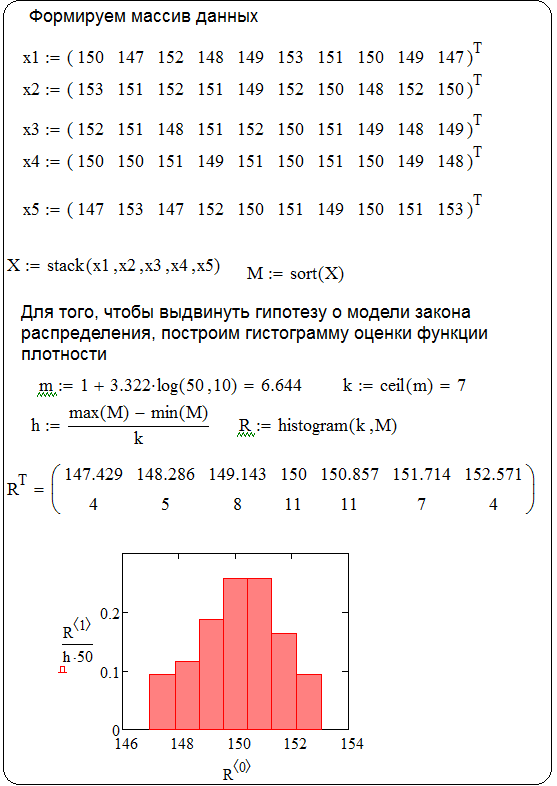 Формируем массив данных
x1 := ( 150 147 152 148 149 153 151 150 149 147 )^T
x2 := ( 153 151 152 151 149 152 150 148 152 150 )^T
x3 := ( 152 151 148 151 152 150 151 149 148 149 )^T
x4 := ( 150 150 151 149 151 150 151 150 149 148 )^T
x5 := ( 147 153 147 152 150 151 149 150 151 153 )^T
X := stack(x1 ,x2 ,x3 ,x4 ,x5) M := sort(X)
Для того, чтобы выдвинуть гипотезу о модели закона
распределения, построим гистограмму оценки функции
плотности
m := 1 + 3.322·log(50 ,10) = 6.644 k := ceil(m) = 7
h := (max(M) − min(M)) / k R := histogram(k ,M)
R^T = ( 147.429 148.286 149.143 150 150.857 151.714 152.571
4 5 8 11 11 7 4 )
R^⟨1⟩ / h·50
0.2
0.1
0
146 148 150 152 154
R^⟨0⟩